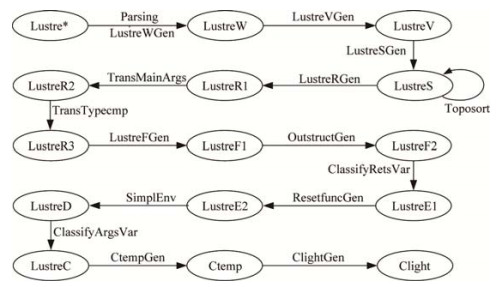 Parsing
LustreVGen
Lustre*
LustreW
LustreV
LustreWGen
LustreSGen
TransMainArgs
LustreRGen
LustreR2
LustreR1
LustreS
Toposort
TransTypecmp
LustreFGen
OutstructGen
LustreR3
LustreF1
LustreF2
ClassifyRetsVar
SimplEnv
ResetfuncGen
LustreD
LustreE2
LustreE1
ClassifyArgsVar
CtempGen
ClightGen
LustreC
Ctemp
Clight